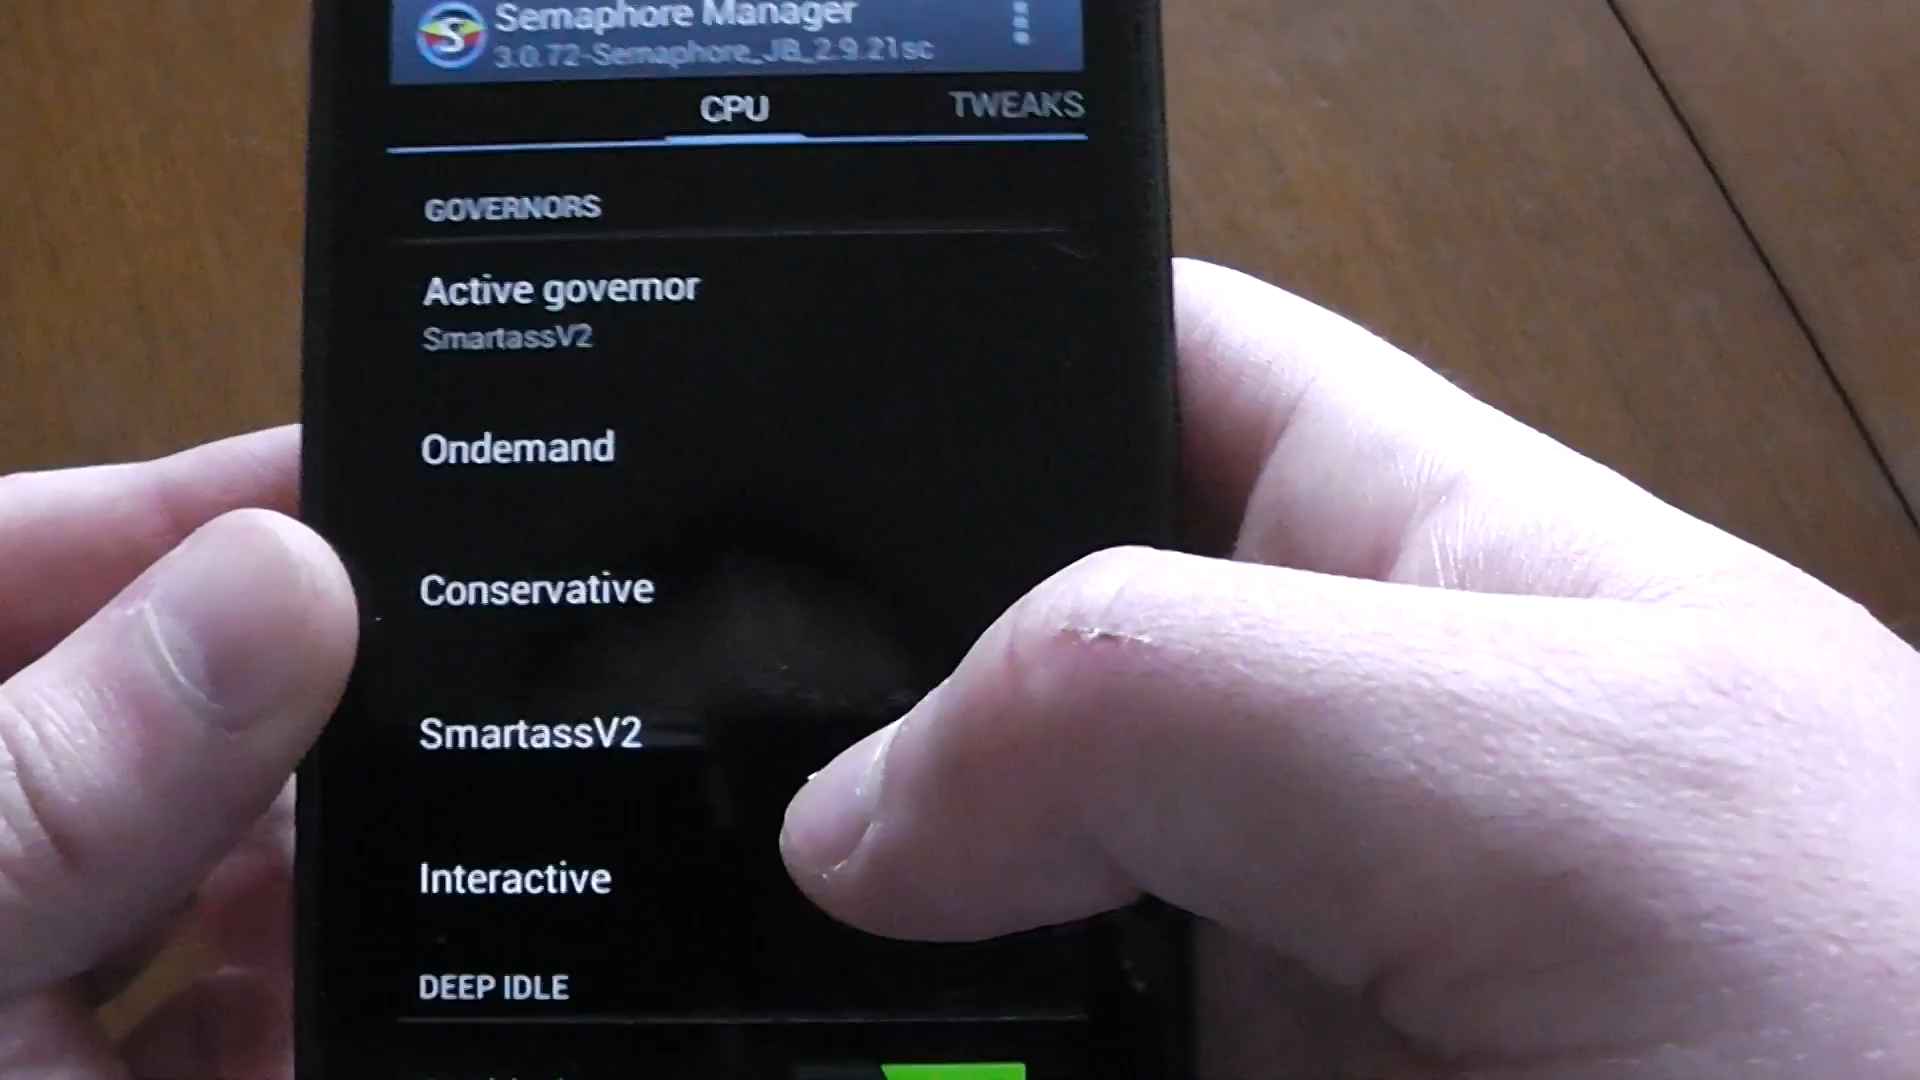 Semaphore Manager
3.0.72-Semaphore_JB_2.9.21sc
CPU
TWEAKS
GOVERNORS
Active governor
SmartassV2
Ondemand
Conservative
SmartassV2
Interactive
DEEP IDLE